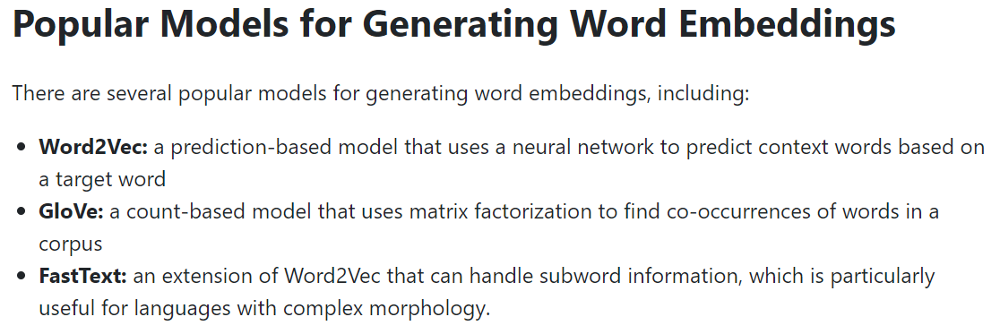 Popular Models for Generating Word Embeddings
There are several popular models for generating word embeddings, including:
• Word2Vec: a prediction-based model that uses a neural network to predict context words based on
a target word
• GloVe: a count-based model that uses matrix factorization to find co-occurrences of words in a
corpus
• FastText: an extension of Word2Vec that can handle subword information, which is particularly
useful for languages with complex morphology.